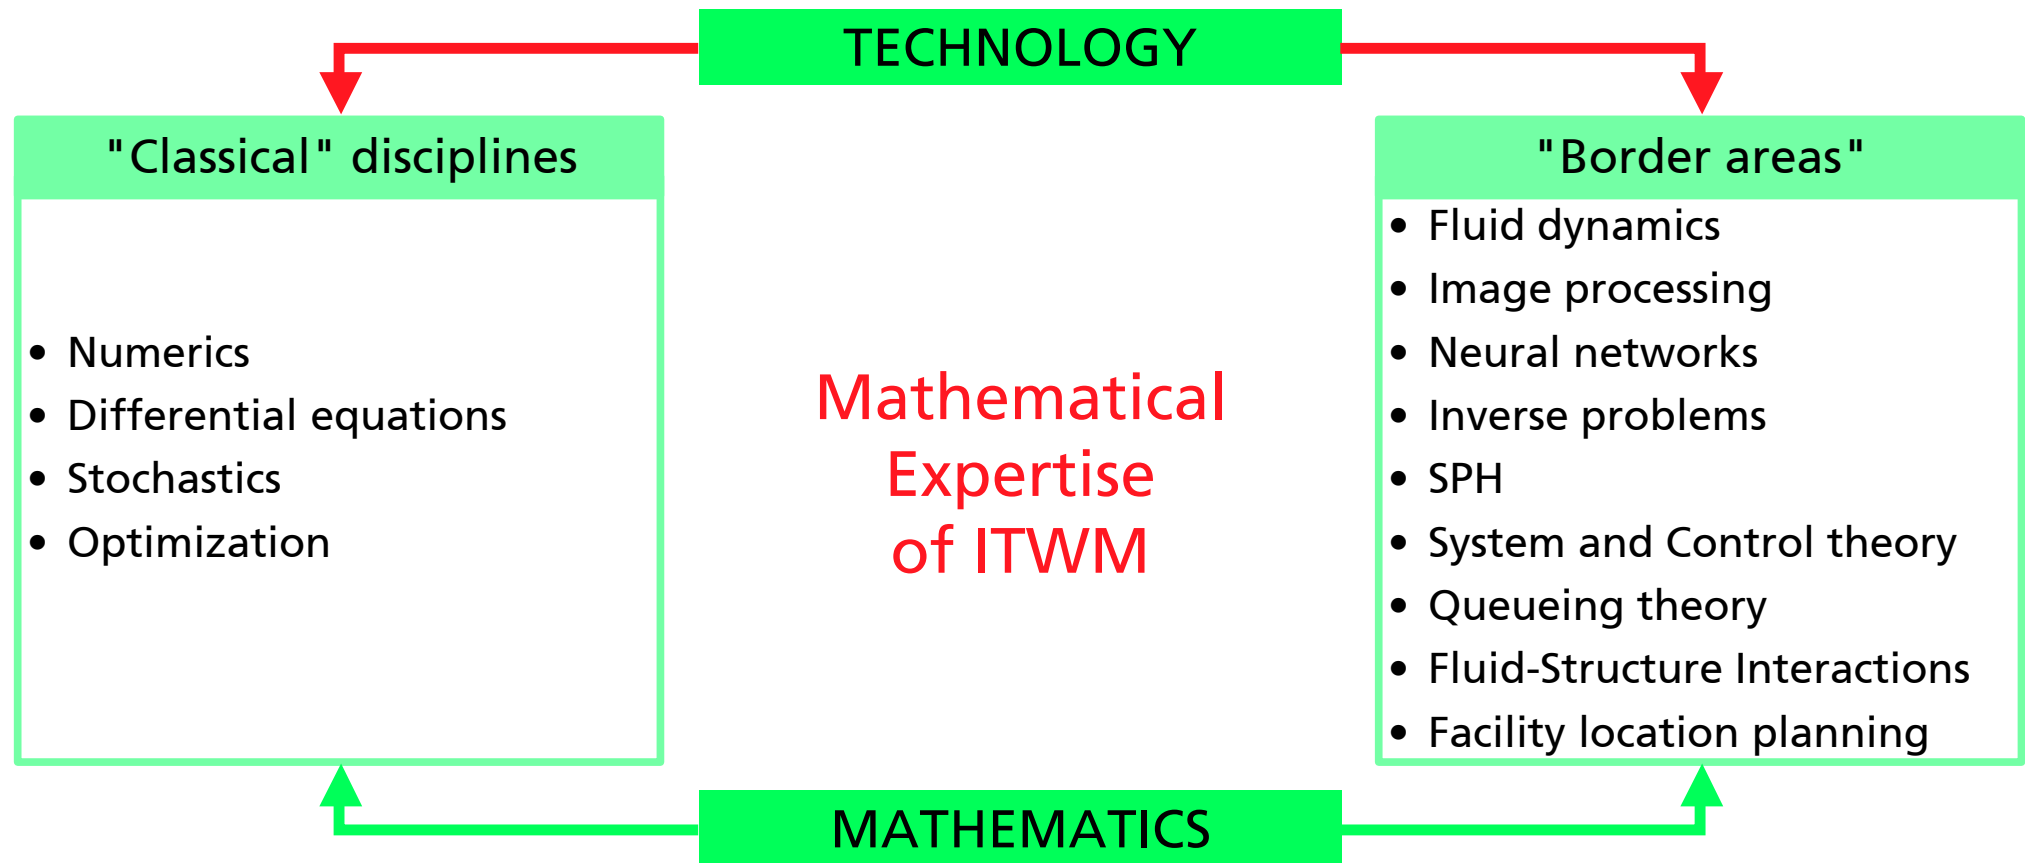 TECHNOLOGY
"Classical" disciplines
• Numerics
• Differential equations
• Stochastics
• Optimization
Mathematical
Expertise
of ITWM
"Border areas"
• Fluid dynamics
• Image processing
• Neural networks
• Inverse problems
• SPH
• System and Control theory
• Queueing theory
• Fluid-Structure Interactions
• Facility location planning
MATHEMATICS